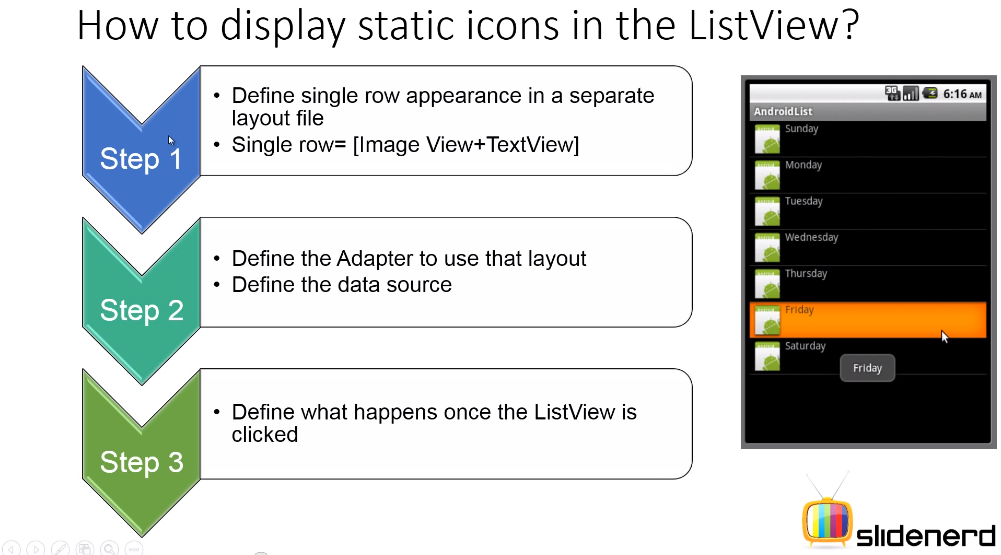 How to display static icons in the ListView?
Step 1
• Define single row appearance in a separate
layout file
• Single row= [Image View+TextView]
Step 2
• Define the Adapter to use that layout
• Define the data source
Step 3
• Define what happens once the ListView is
clicked
3G
6:16 AM
AndroidList
Sunday
Monday
Tuesday
Wednesday
Thursday
Friday
Saturday
Friday
slidenerd